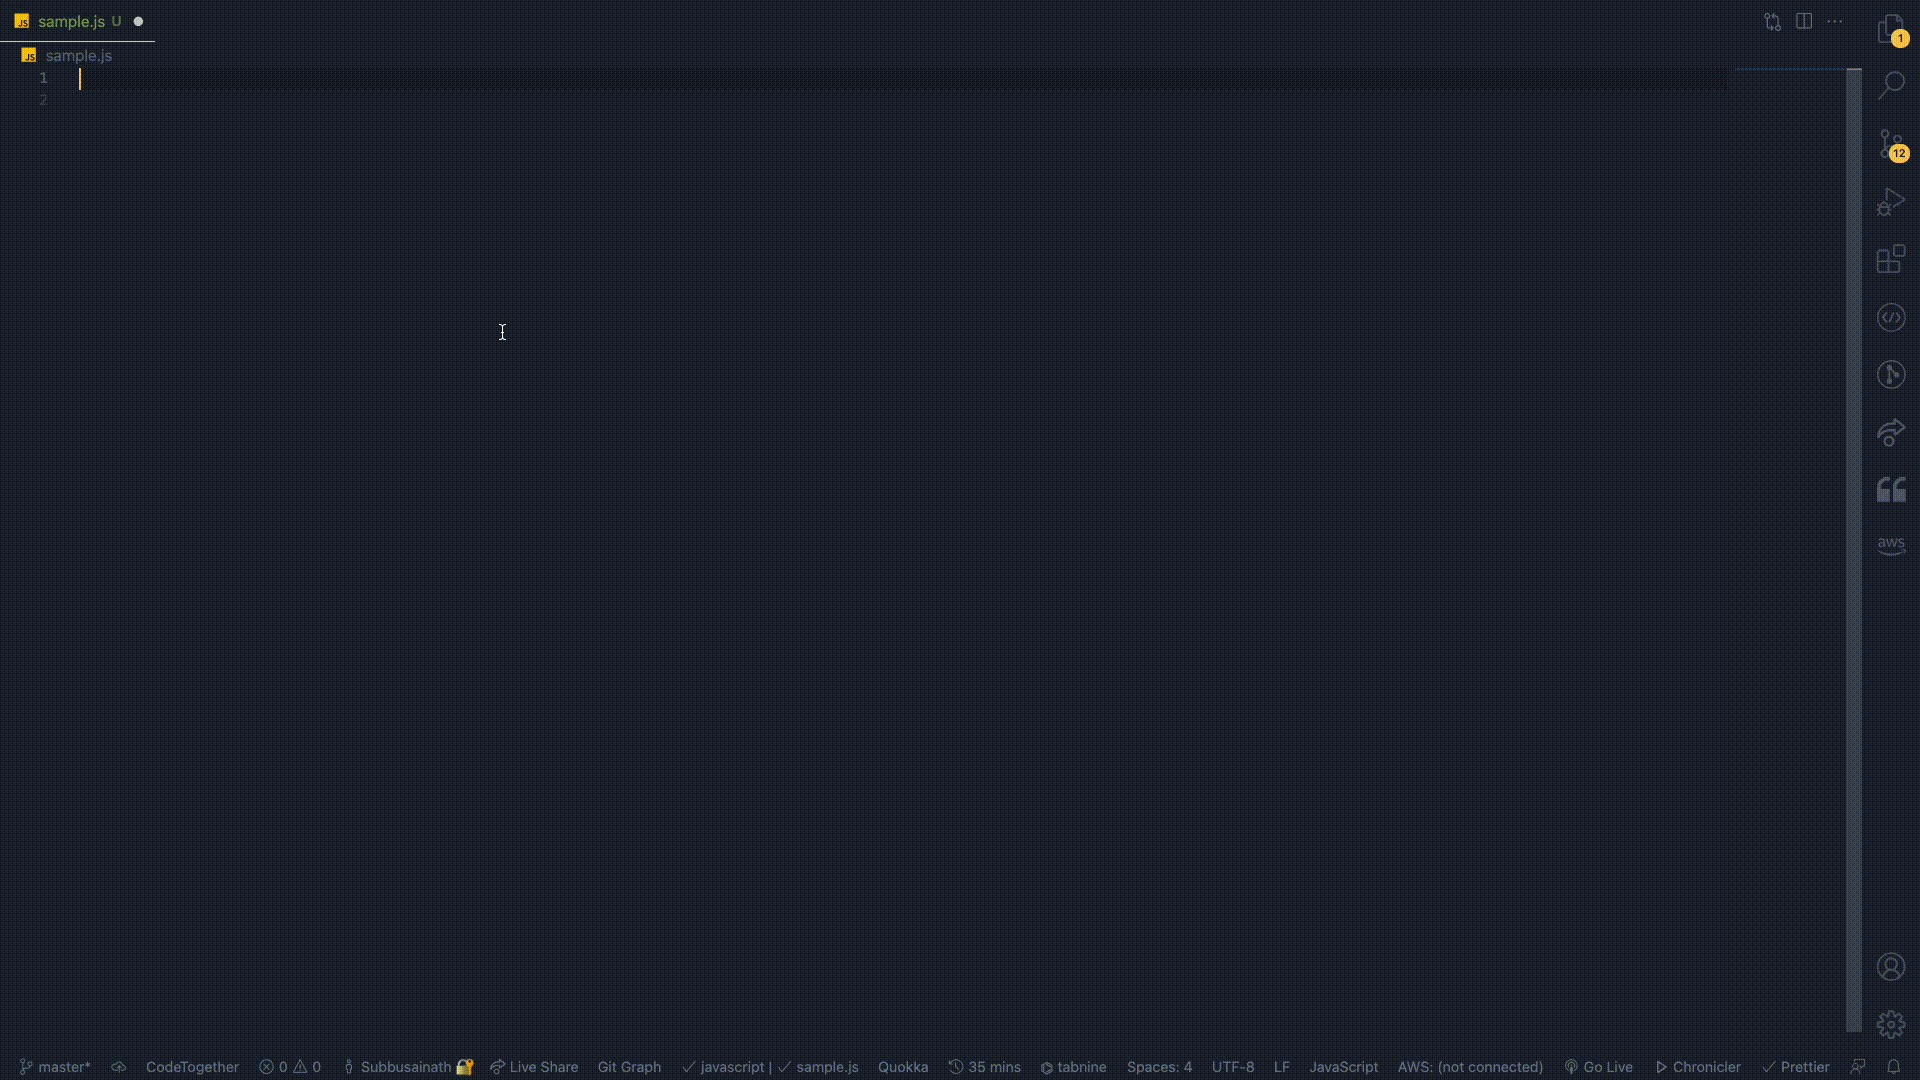 JS sample.js U
JS sample.js
1
2
1
12
aws
master* CodeTogether 0 0 Subbusainath Live Share Git Graph javascript | sample.js Quokka 35 mins tabnine Spaces: 4 UTF-8 LF JavaScript AWS: (not connected) Go Live Chronicler Prettier